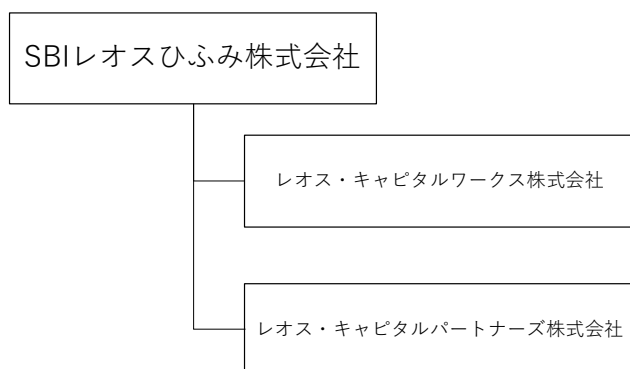 SBIレオスひふみ株式会社
レオス・キャピタルワークス株式会社
レオス・キャピタルパートナーズ株式会社